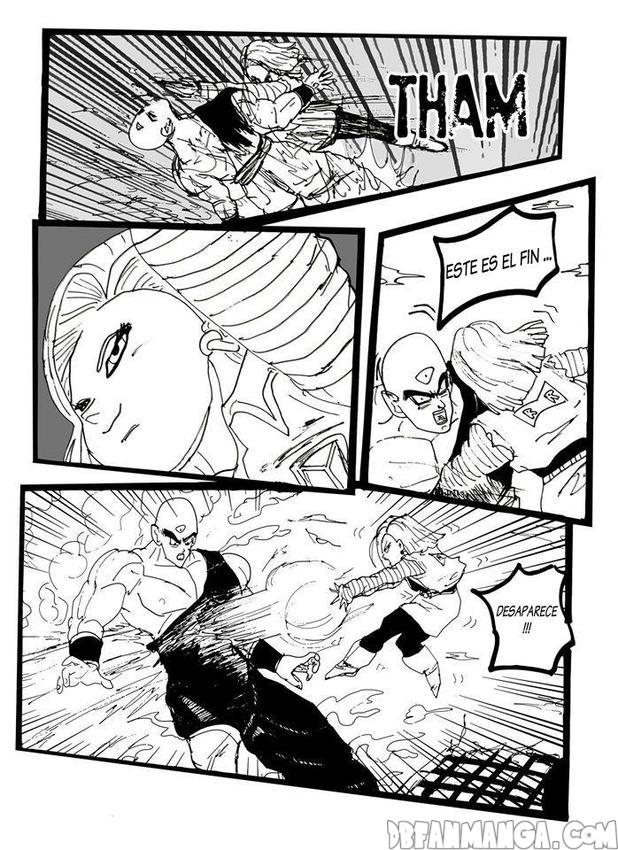 THAM
ESTE ES EL FIN ...
DESAPARECE
!!!
DBFANMANGA.COM